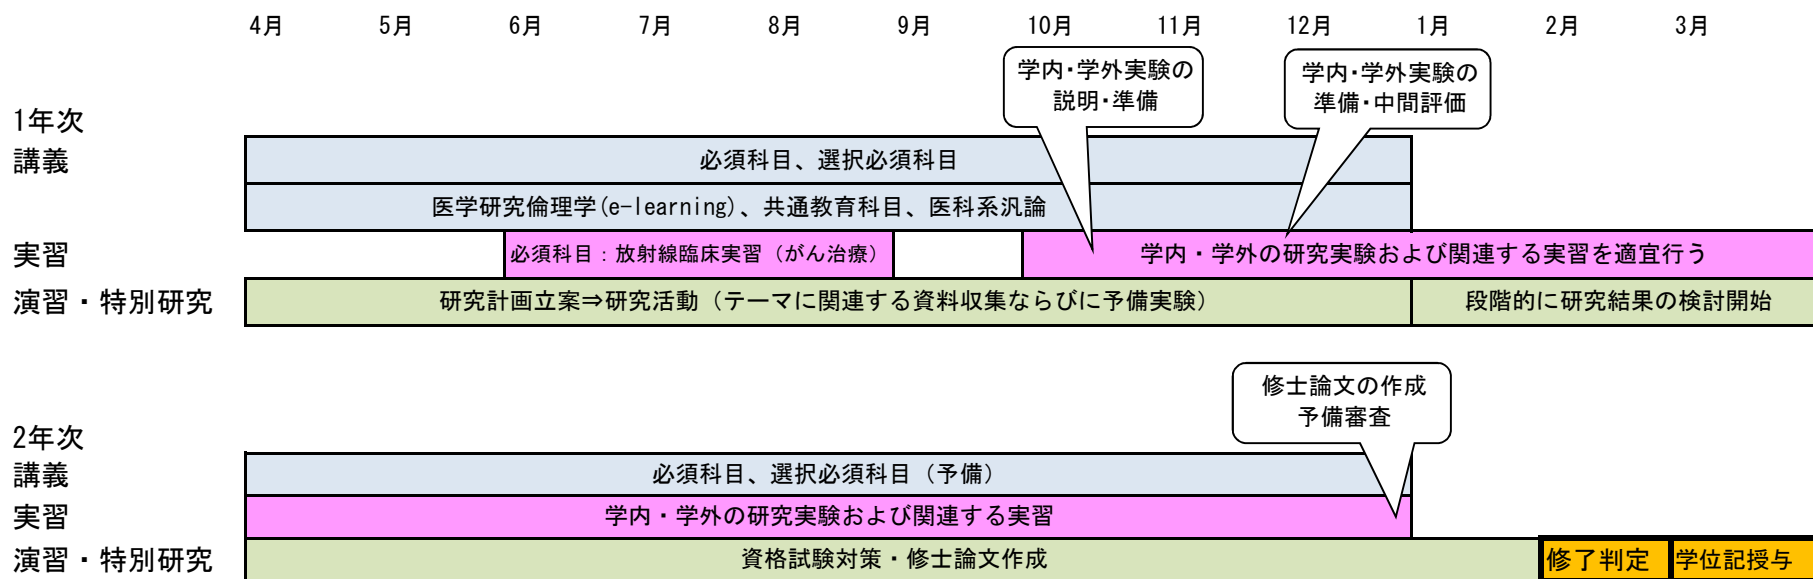 4月 5月 6月 7月 8月 9月 10月 11月 12月 1月 2月 3月
学内・学外実験の
説明・準備
学内・学外実験の
準備・中間評価
1年次
講義
必須科目、選択必須科目
医学研究倫理学(e-learning)、共通教育科目、医科系汎論
実習
必須科目：放射線臨床実習（がん治療）
学内・学外の研究実験および関連する実習を適宜行う
演習・特別研究
研究計画立案⇒研究活動（テーマに関連する資料収集ならびに予備実験）
段階的に研究結果の検討開始
修士論文の作成
予備審査
2年次
講義
必須科目、選択必須科目（予備）
実習
学内・学外の研究実験および関連する実習
演習・特別研究
資格試験対策・修士論文作成
修了判定
学位記授与